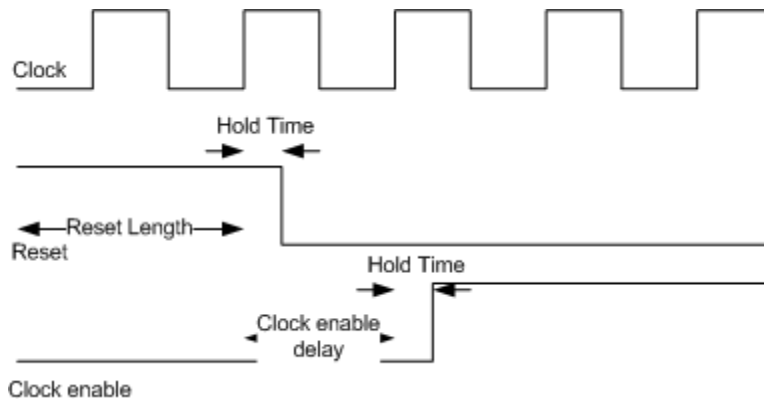 Clock
Hold Time
Reset Length
Reset
Hold Time
Clock enable
delay
Clock enable